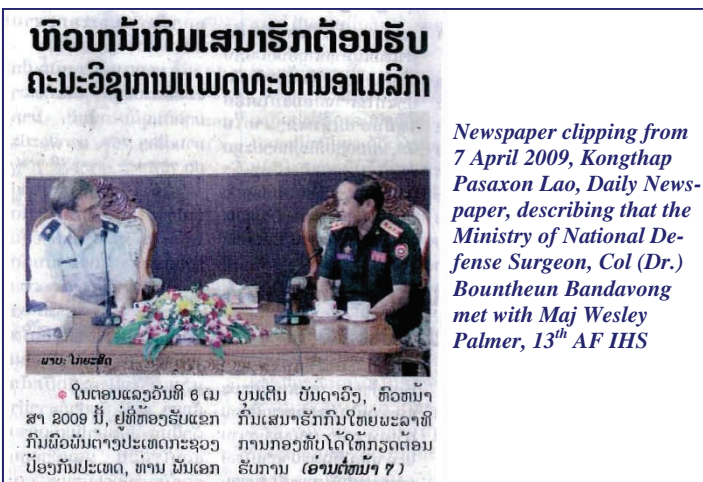 ຫົວຫນ້າກົມເສນາຮັກຕ້ອນຮັບ
ຄະນະວິຊາການແພດທະຫານອາເມລິກາ
ພາບ: ໄກຍະສິດ
ໃນຕອນແລງວັນທີ 6 ເມ
ສາ 2009 ນີ້, ຢູ່ທີ່ຫ້ອງຮັບແຂກ
ກົມພົວພັນຕ່າງປະເທດກະຊວງ
ປ້ອງກັນປະເທດ, ທ່ານ ພັນເອກ
ບຸນເຕີນ ບັນດາວົງ, ຫົວຫນ້າ
ກົມເສນາຮັກກົມໃຫຍ່ພະລາທິ
ການກອງທັບໄດ້ໃຫ້ກຽດຕ້ອນ
ຮັບການ (ອ່ານຕໍ່ຫນ້າ 7)
Newspaper clipping from
7 April 2009, Kongthap
Pasaxon Lao, Daily News-
paper, describing that the
Ministry of National De-
fense Surgeon, Col (Dr.)
Bountheun Bandavong
met with Maj Wesley
Palmer, 13th AF IHS